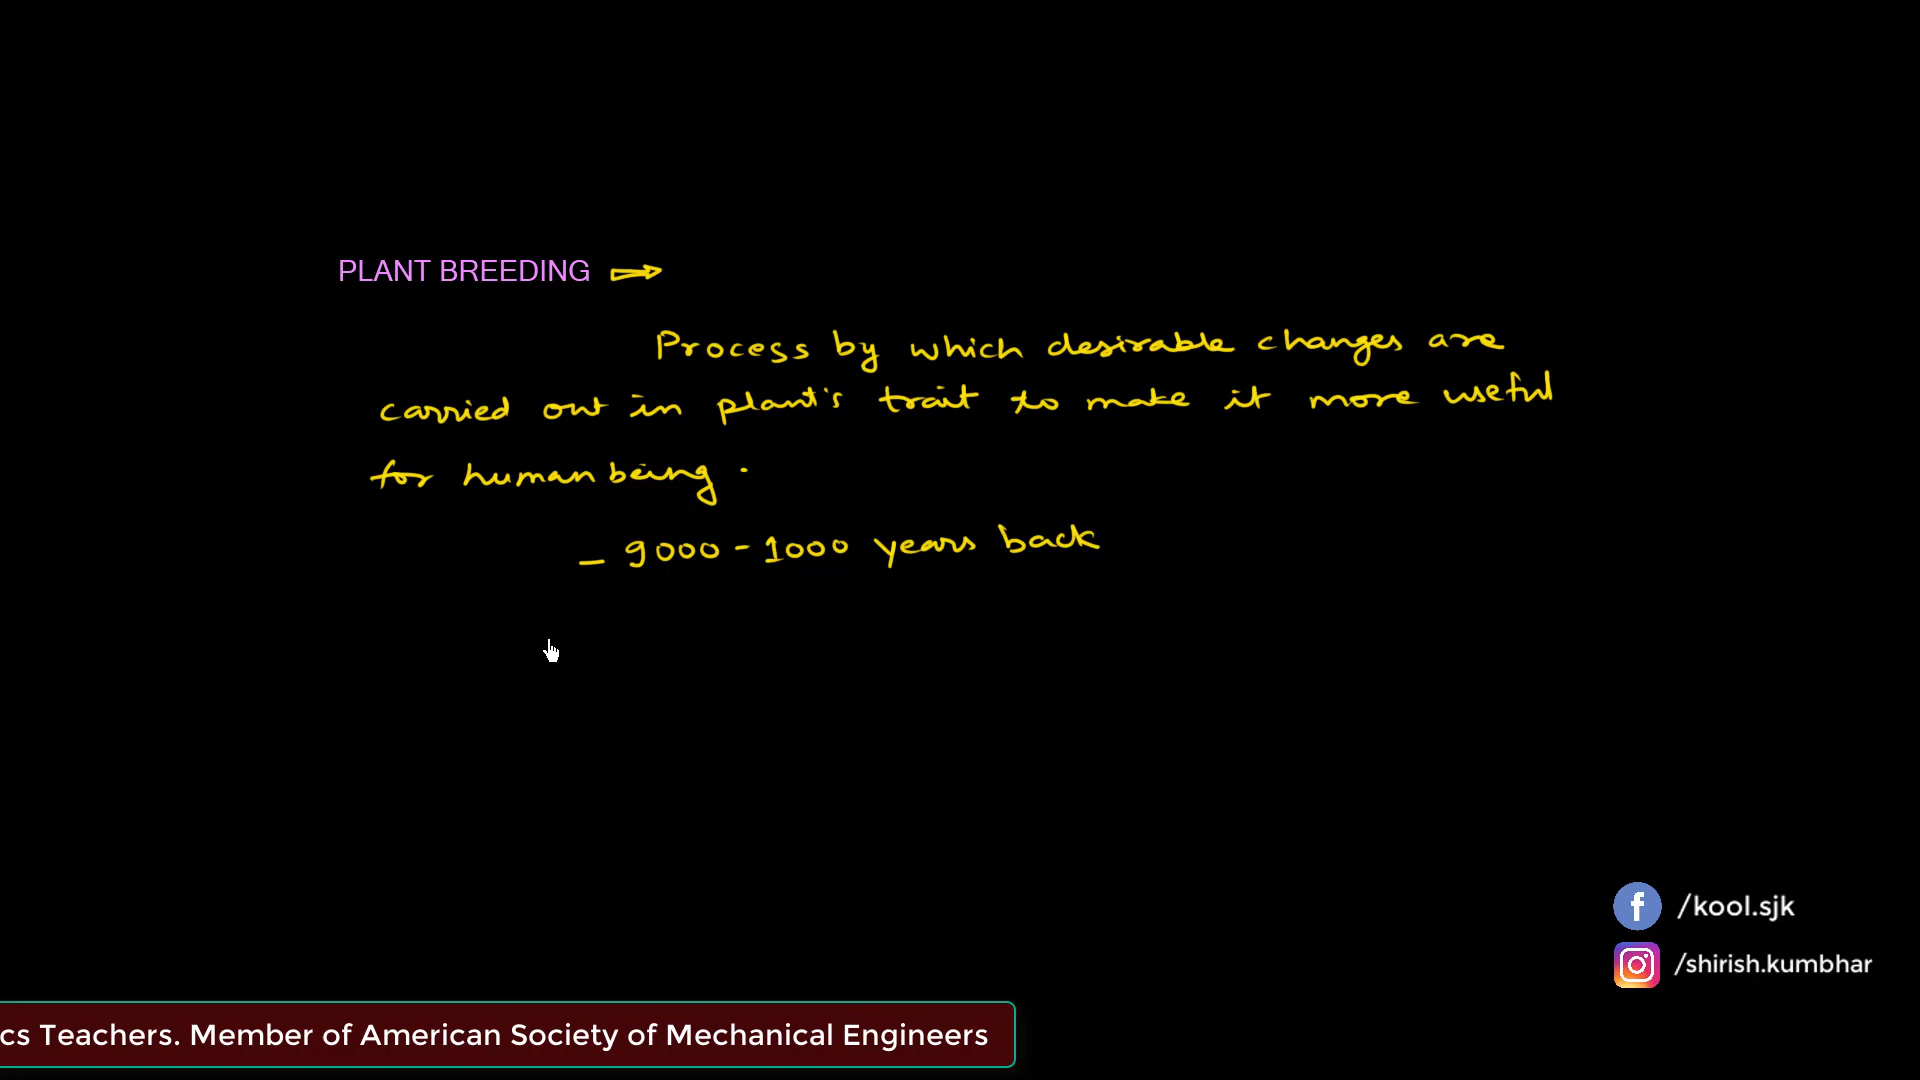 PLANT BREEDING ⇒
Process by which desirable changes are
carried out in plant's trait to make it more useful
for human being.
- 9000-1000 years back
/kool.sjk
/shirish.kumbhar
cs Teachers. Member of American Society of Mechanical Engineers